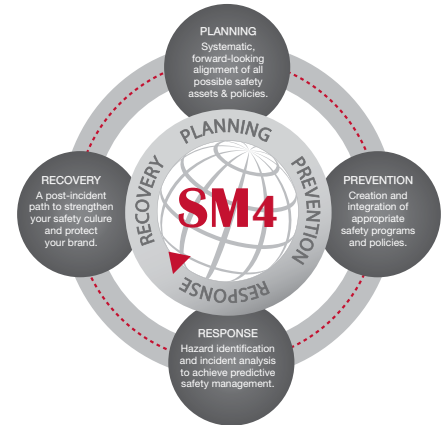 PLANNING
Systematic,
forward-looking
alignment of all
possible safety
assets & policies.
PLANNING
PREVENTION
RESPONSE
RECOVERY
SM4
RECOVERY
A post-incident
path to strengthen
your safety culure
and protect
your brand.
PREVENTION
Creation and
integration of
appropriate
safety programs
and policies.
RESPONSE
Hazard identification
and incident analysis
to achieve predictive
safety management.